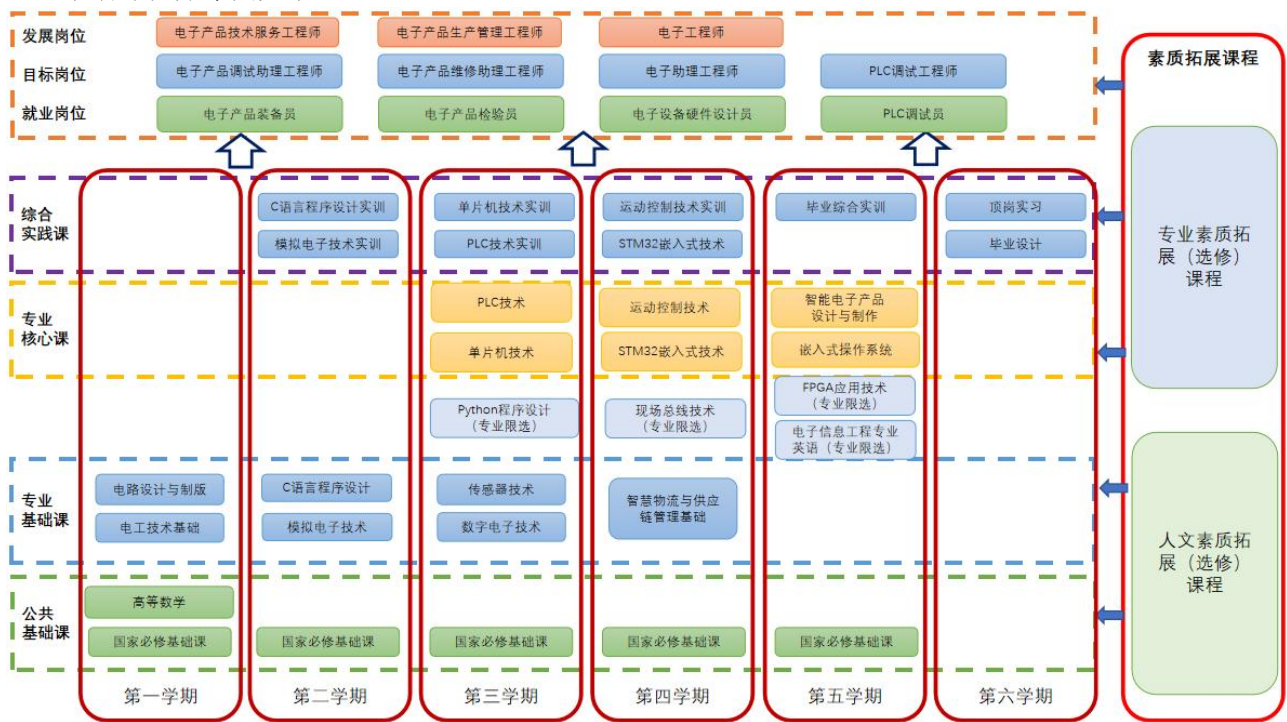 发展岗位
电子产品技术服务工程师
电子产品生产管理工程师
电子工程师
目标岗位
电子产品调试助理工程师
电子产品维修助理工程师
电子助理工程师
PLC调试工程师
就业岗位
电子产品装备员
电子产品检验员
电子设备硬件设计员
PLC调试员
素质拓展课程
专业素质拓
展（选修）
课程
人文素质拓
展（选修）
课程
综合
实践课
C语言程序设计实训
单片机技术实训
运动控制技术实训
毕业综合实训
顶岗实习
模拟电子技术实训
PLC技术实训
STM32嵌入式技术
毕业设计
专业
核心课
PLC技术
运动控制技术
智能电子产品
设计与制作
单片机技术
STM32嵌入式技术
嵌入式操作系统
Python程序设计
（专业限选）
现场总线技术
（专业限选）
FPGA应用技术
（专业限选）
电子信息工程专业
英语（专业限选）
专业
基础课
电路设计与制版
C语言程序设计
传感器技术
智慧物流与供应
链管理基础
电工技术基础
模拟电子技术
数字电子技术
公共
基础课
高等数学
国家必修基础课
国家必修基础课
国家必修基础课
国家必修基础课
国家必修基础课
第一学期
第二学期
第三学期
第四学期
第五学期
第六学期